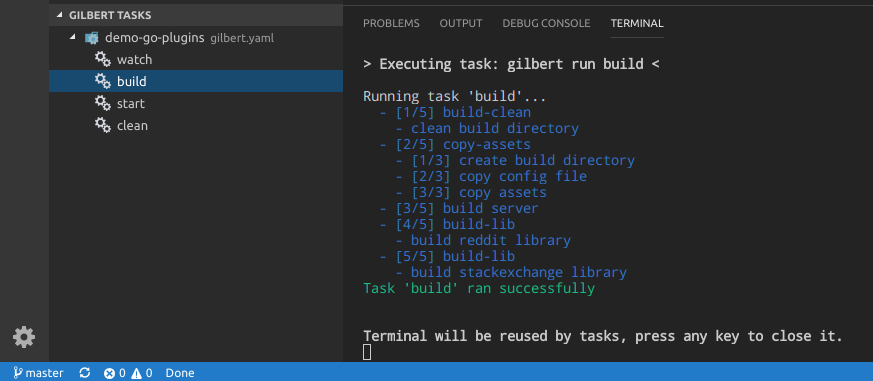 GILBERT TASKS
demo-go-plugins gilbert.yaml
watch
build
start
clean
PROBLEMS OUTPUT DEBUG CONSOLE TERMINAL
> Executing task: gilbert run build <
Running task 'build'...
- [1/5] build-clean
- clean build directory
- [2/5] copy-assets
- [1/3] create build directory
- [2/3] copy config file
- [3/3] copy assets
- [3/5] build server
- [4/5] build-lib
- build reddit library
- [5/5] build-lib
- build stackexchange library
Task 'build' ran successfully
Terminal will be reused by tasks, press any key to close it.
master 0 0 Done